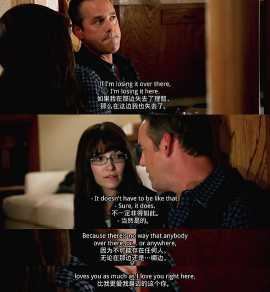 If I'm losing it over there,
I'm losing it here.
如果我在那边失去了理智，
那么在这边我也失去了。
- It doesn't have to be like that.
- Sure, it does.
- 不一定非得如此。
- 当然是的。
Because there's no way that anybody
over there, or... or anywhere,
因为不可能存在任何人，
无论在那边还是…哪边，
loves you as much as I love you right here.
比我更爱我身边的这个你。